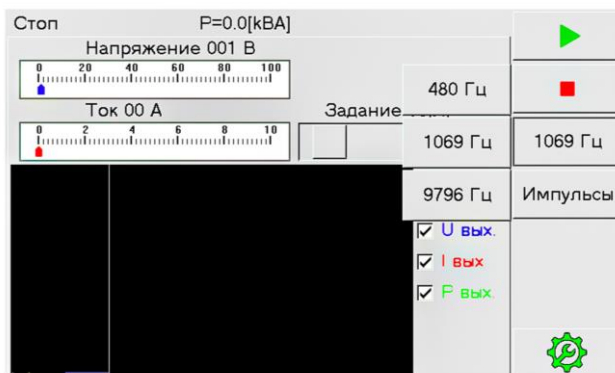 Стоп P=0.0[kBA]
Напряжение 001 В
0 20 40 60 80 100
Ток 00 А
0 2 4 6 8 10
Задание
480 Гц
1069 Гц
9796 Гц
1069 Гц
Импульсы
U вых.
I вых
P вых.